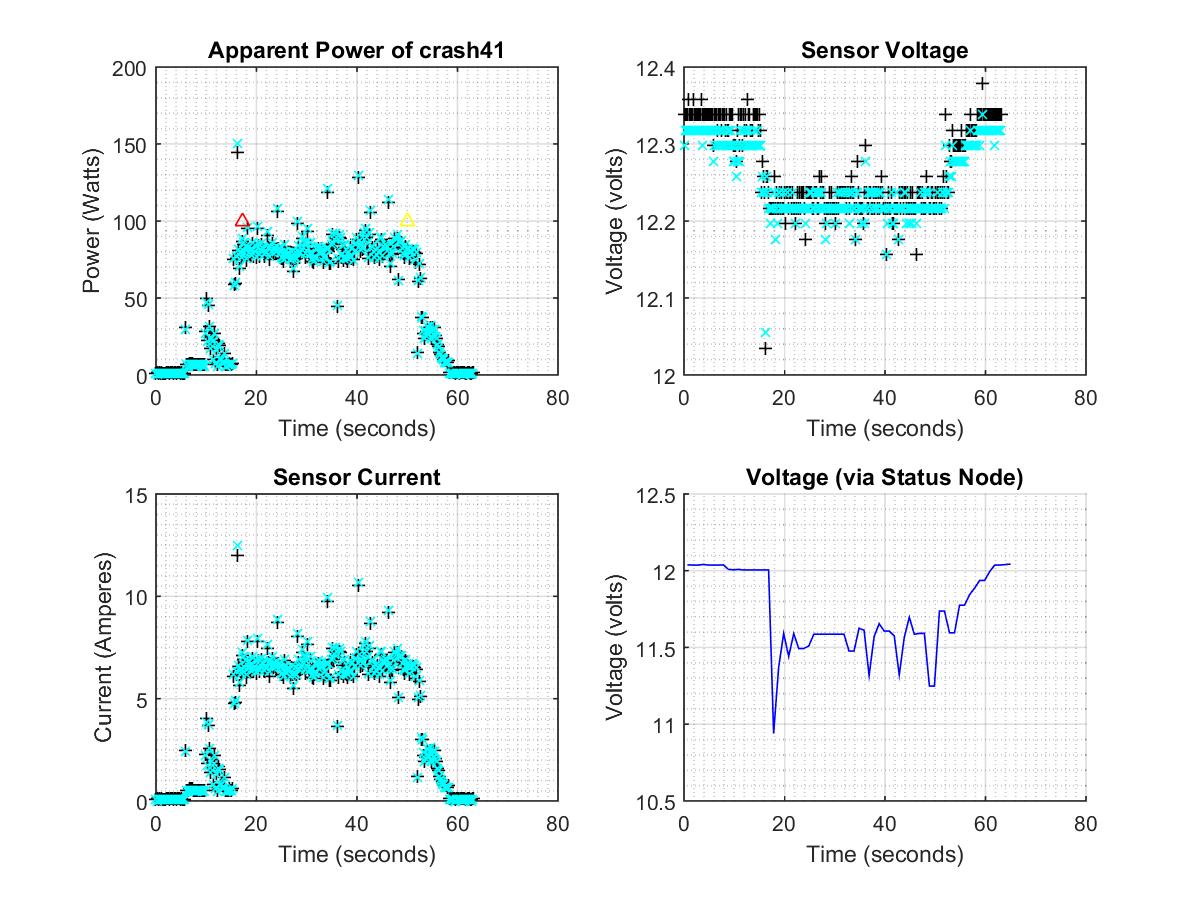 Apparent Power of crash41
200
150
100
50
0
Power (Watts)
0 20 40 60 80
Time (seconds)
Sensor Voltage
12.4
12.3
12.2
12.1
12
Voltage (volts)
0 20 40 60 80
Time (seconds)
Sensor Current
15
10
5
0
Current (Amperes)
0 20 40 60 80
Time (seconds)
Voltage (via Status Node)
12.5
12
11.5
11
10.5
Voltage (volts)
0 20 40 60 80
Time (seconds)